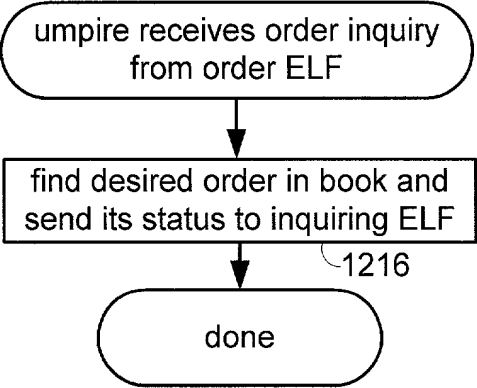 umpire receives order inquiry
from order ELF
find desired order in book and
send its status to inquiring ELF
1216
done